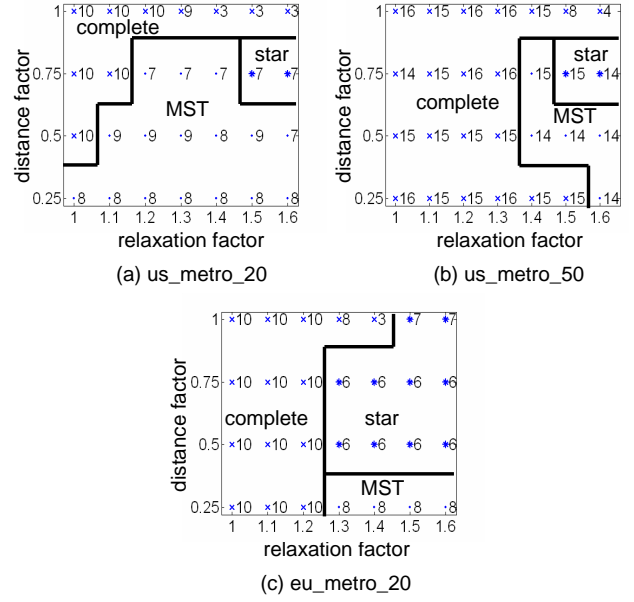 1 ×10 ×10 ×10 ×9 ×3 ×3 ×3
complete
star
0.75 ×10 ×10 ·7 ·7 ·7 *7 *7
MST
0.5 ×10 ·9 ·9 ·9 ·8 ·9 ·7
0.25 ·8 ·8 ·8 ·8 ·8 ·8 ·8
1 1.1 1.2 1.3 1.4 1.5 1.6
distance factor
relaxation factor
(a) us_metro_20
1 ×16 ×16 ×16 ×16 ×15 ×8 ×4
star
0.75 ×14 ×15 ×16 ×16 ·15 *15 *14
complete
MST
0.5 ×16 ×15 ×15 ×15 ·14 ·14 ·14
0.25 ×16 ×15 ×15 ×15 ×15 ×15 ·14
1 1.1 1.2 1.3 1.4 1.5 1.6
distance factor
relaxation factor
(b) us_metro_50
1 ×10 ×10 ×10 ×8 ×3 *7 *7
0.75 ×10 ×10 ×10 *6 *6 *6 *6
complete
star
0.5 ×10 ×10 ×10 *6 *6 *6 *6
MST
0.25 ×10 ×10 ×10 ·8 ·8 ·8 ·8
1 1.1 1.2 1.3 1.4 1.5 1.6
distance factor
relaxation factor
(c) eu_metro_20